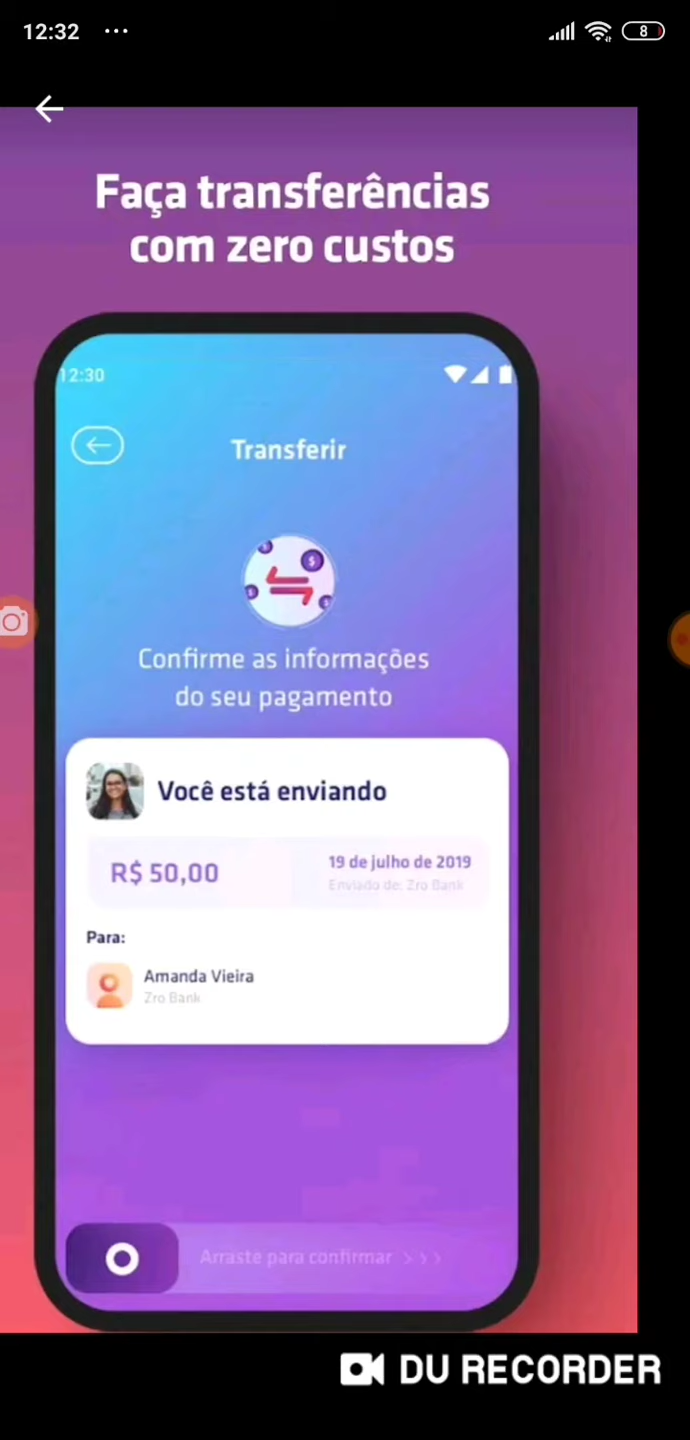 12:32 ...
8
Faça transferências
com zero custos
12:30
Transferir
Confirme as informações
do seu pagamento
Você está enviando
R$ 50,00
19 de julho de 2019
Enviado de: Zro Bank
Para:
Amanda Vieira
Zro Bank
Arraste para confirmar
DU RECORDER